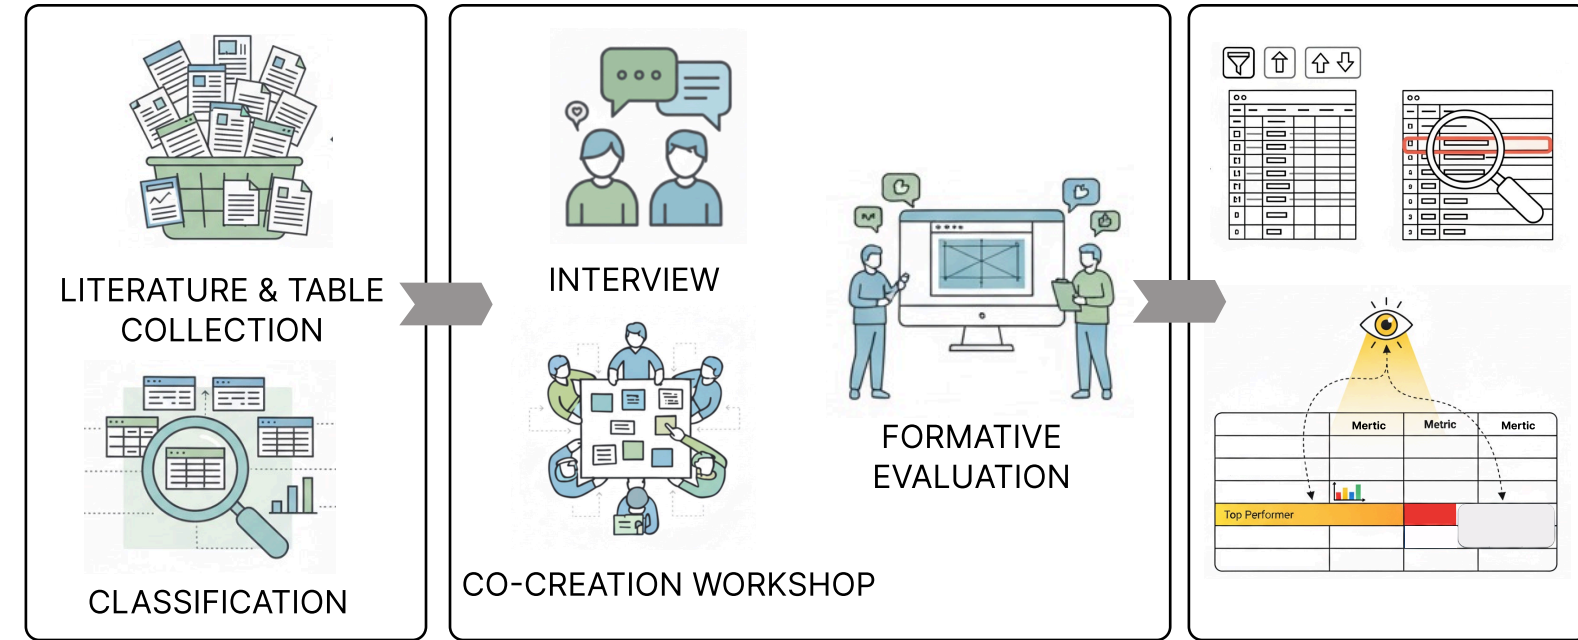 LITERATURE & TABLE
COLLECTION
CLASSIFICATION
INTERVIEW
CO-CREATION WORKSHOP
FORMATIVE
EVALUATION
Mertic Metric Mertic
Top Performer